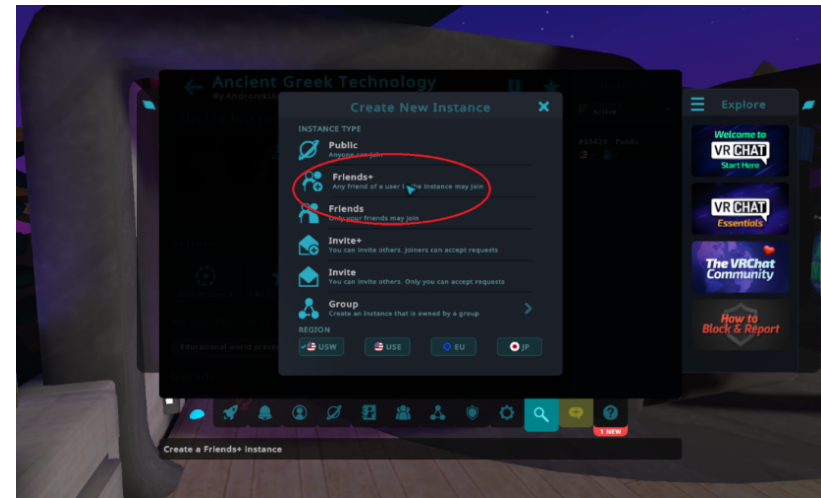 Ancient Greek Technology
Create New Instance
Explore
INSTANCE TYPE
Public
Anyone can join
Friends+
Any friend of a user in the instance may join
Friends
Only your friends may join
Invite+
You can invite others. Joiners can accept requests
Invite
You can invite others. Only you can accept requests
Group
Create an instance that is owned by a group
REGION
USW
USE
EU
JP
Active
Public
Welcome to
VRCHAT
Start Here
VRCHAT
Essentials
The VRChat
Community
How to
Block & Report
Educational world
1 NEW
Create a Friends+ Instance